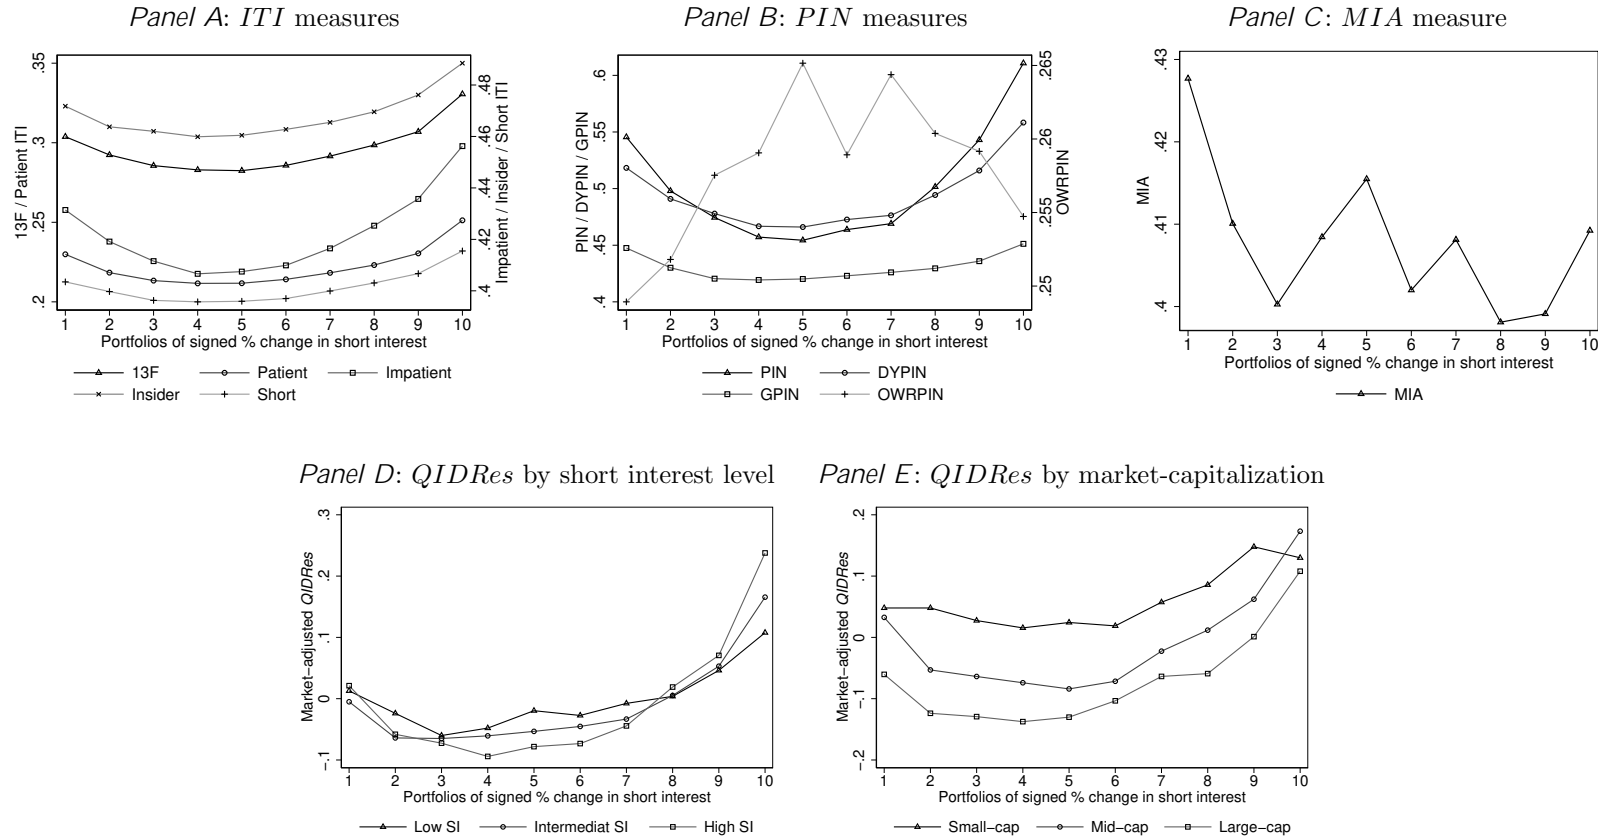 Panel A: ITI measures
Panel B: PIN measures
Panel C: MIA measure
13F / Patient ITI
.35
.3
.25
.2
.48
.46
.44
.42
.4
Impatient / Insider / Short ITI
1 2 3 4 5 6 7 8 9 10
Portfolios of signed % change in short interest
13F Patient Impatient
Insider Short
PIN / DYPIN / GPIN
.6
.55
.5
.45
.4
.265
.26
.255
.25
OWRPIN
1 2 3 4 5 6 7 8 9 10
Portfolios of signed % change in short interest
PIN DYPIN
GPIN OWRPIN
MIA
.43
.42
.41
.4
1 2 3 4 5 6 7 8 9 10
Portfolios of signed % change in short interest
MIA
Panel D: QIDRes by short interest level
Panel E: QIDRes by market-capitalization
Market−adjusted QIDRes
.3
.2
.1
0
−.1
1 2 3 4 5 6 7 8 9 10
Portfolios of signed % change in short interest
Low SI Intermediat SI High SI
Market−adjusted QIDRes
.2
.1
0
−.1
−.2
1 2 3 4 5 6 7 8 9 10
Portfolios of signed % change in short interest
Small−cap Mid−cap Large−cap